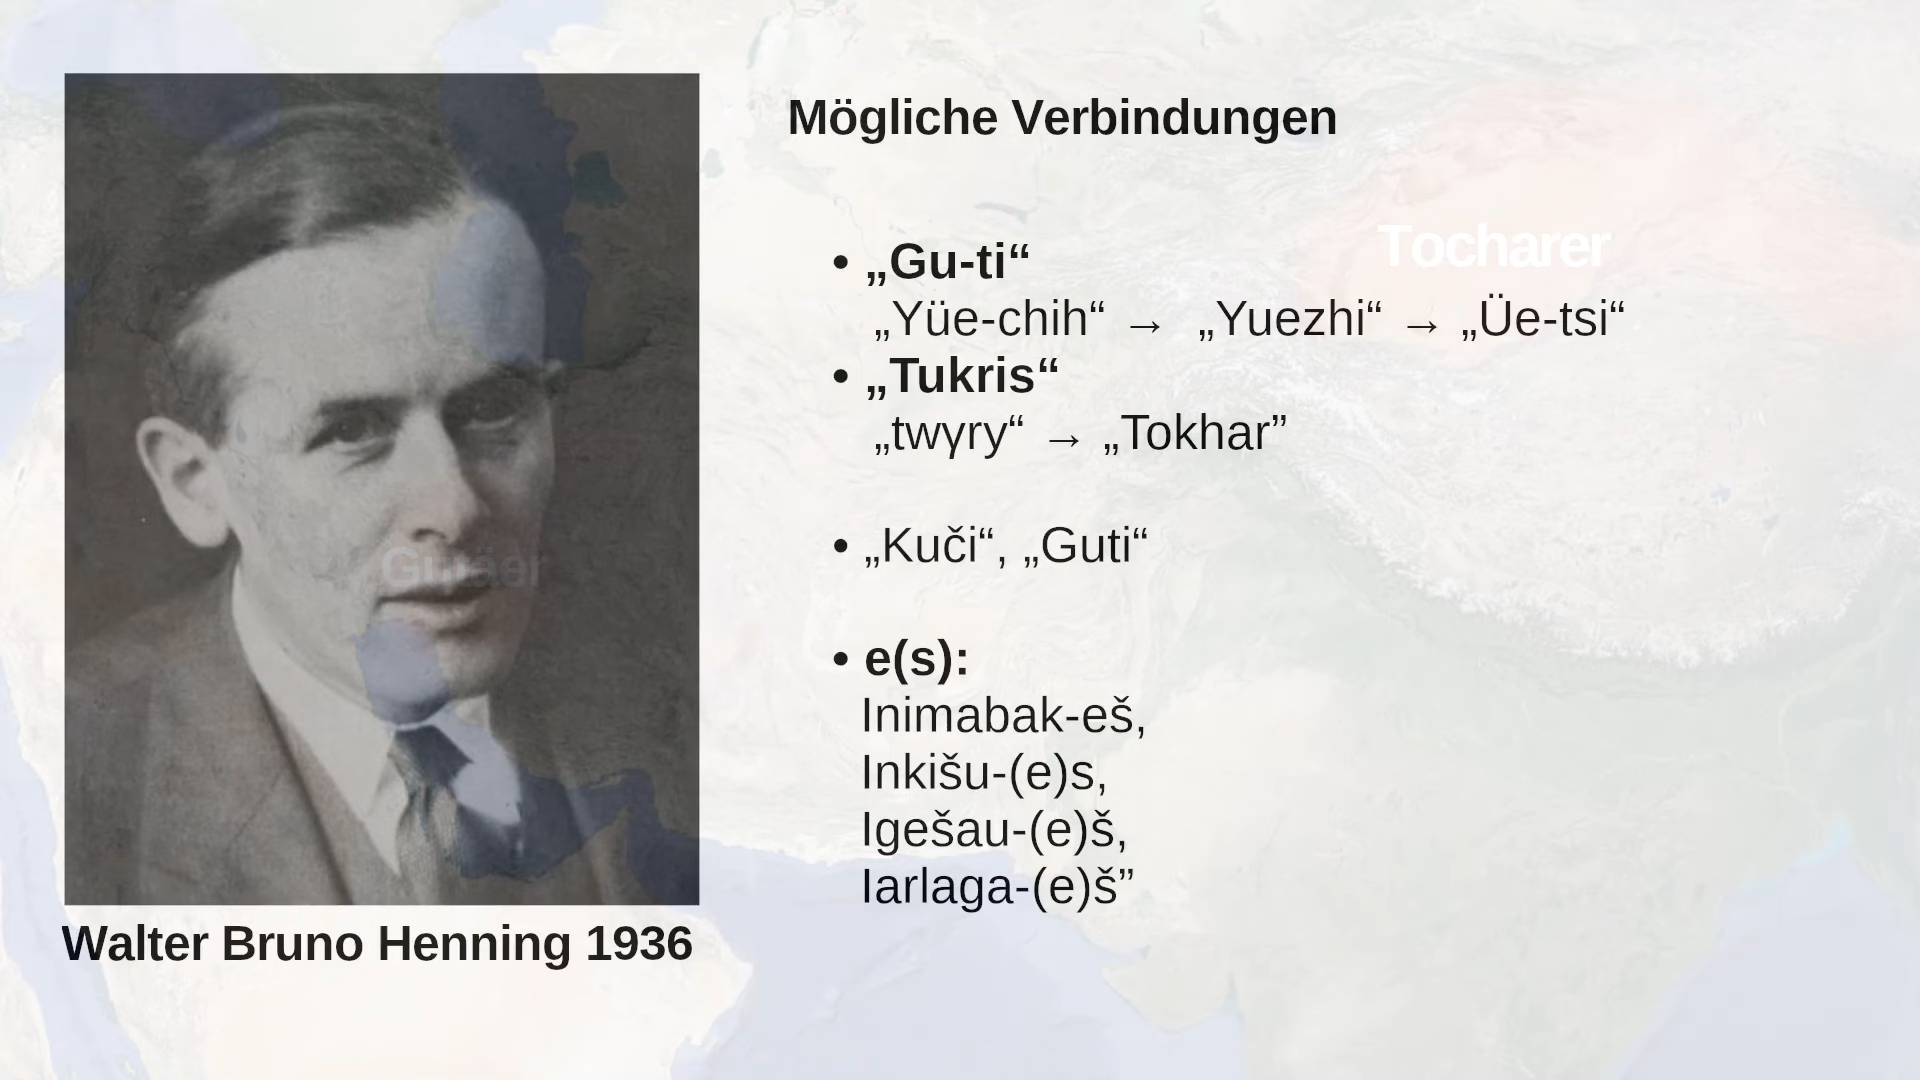 Mögliche Verbindungen
Tocharer
• „Gu-ti“
„Yüe-chih“ → „Yuezhi“ → „Üe-tsi“
• „Tukris“
„twγry“ → „Tokhar”
• „Kuči“, „Guti“
Gutäer
• e(s):
Inimabak-eš,
Inkišu-(e)s,
Igešau-(e)š,
Iarlaga-(e)š”
Walter Bruno Henning 1936